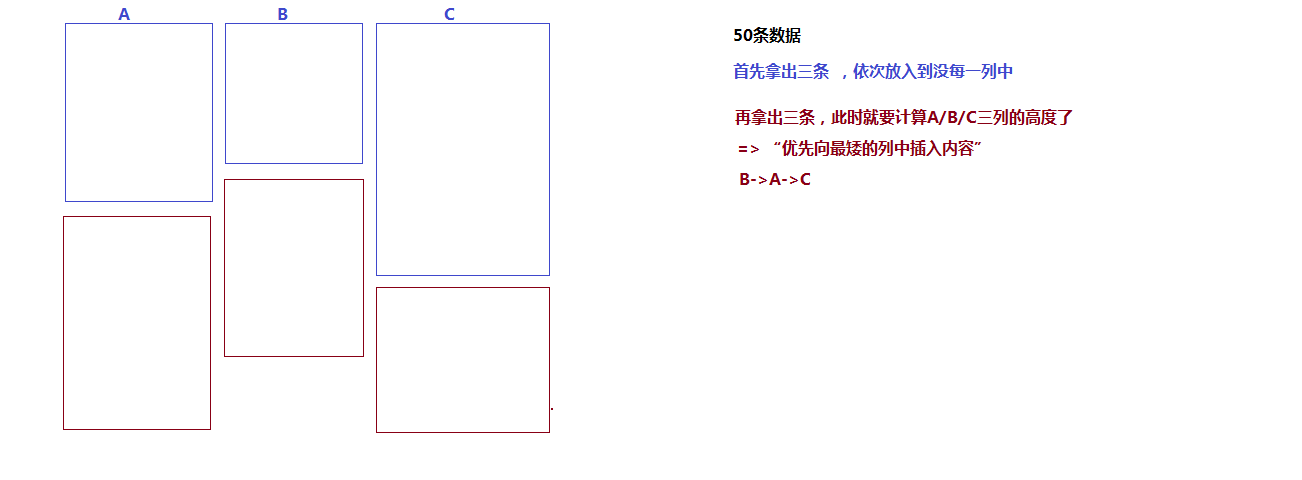 A B C
50条数据
首先拿出三条 ，依次放入到没每一列中
再拿出三条，此时就要计算A/B/C三列的高度了
=> “优先向最矮的列中插入内容”
B->A->C